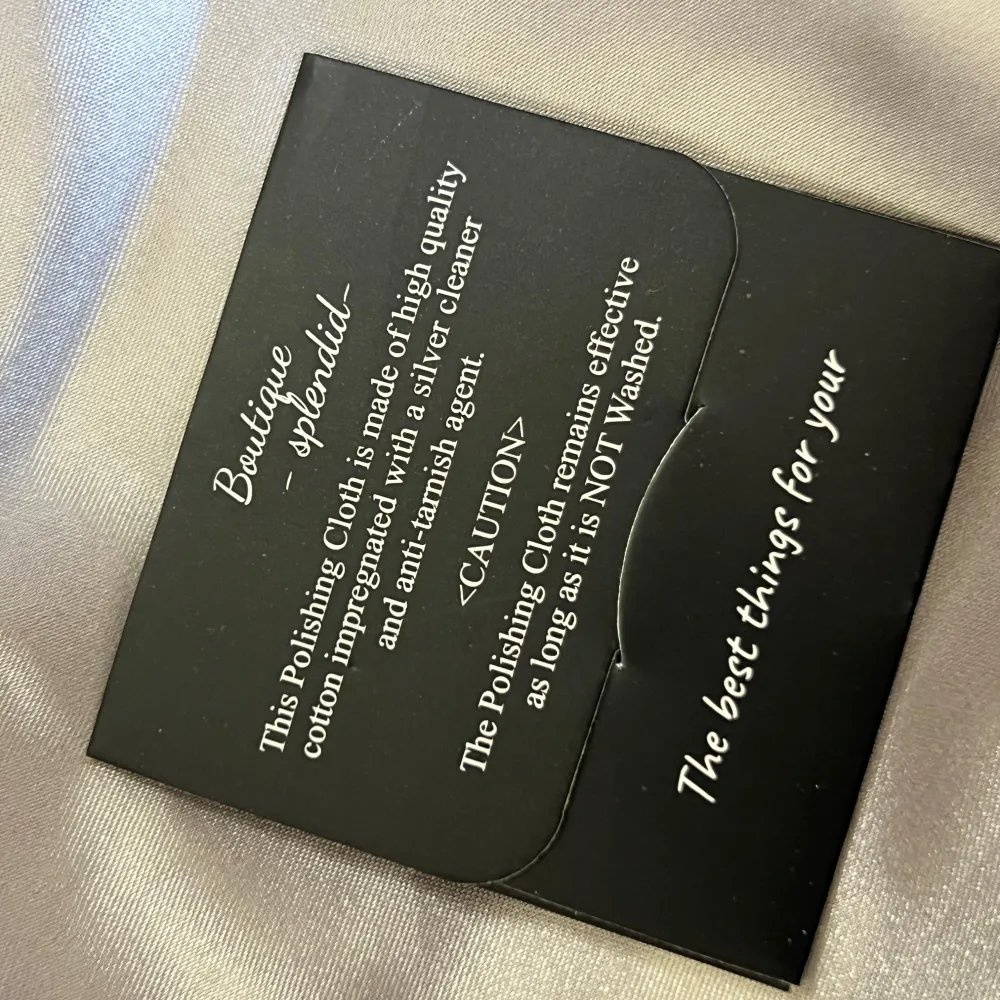 Boutique
- splendid-
This Polishing Cloth is made of high quality
cotton impregnated with a silver cleaner
and anti-tarnish agent.
<CAUTION>
The Polishing Cloth remains effective
as long as it is NOT Washed.
The best things for your